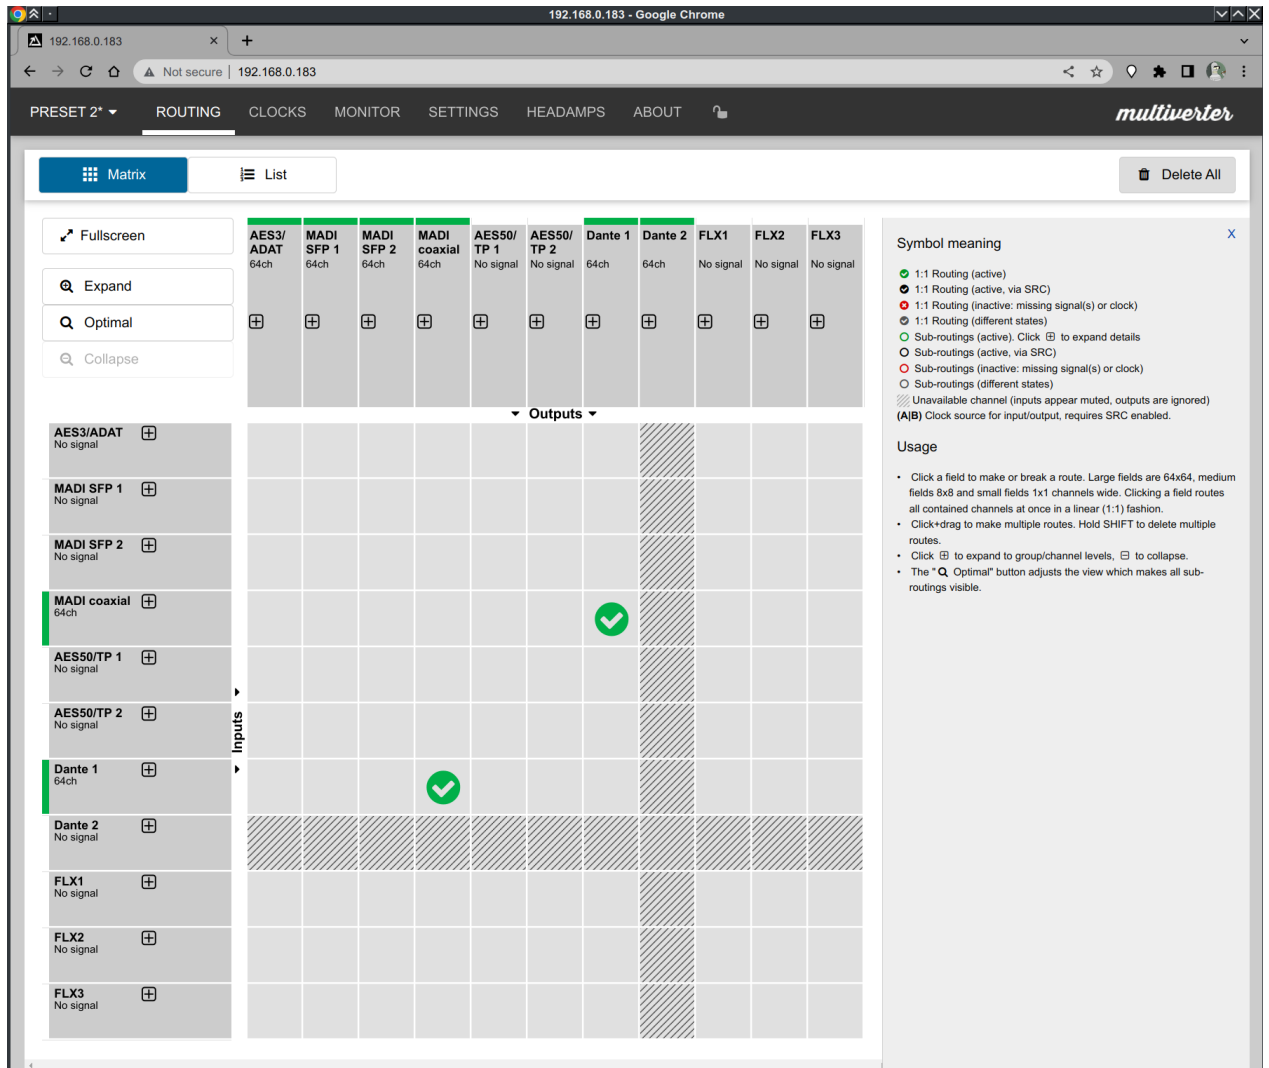 192.168.0.183 - Google Chrome
192.168.0.183
Not secure | 192.168.0.183
PRESET 2* ROUTING CLOCKS MONITOR SETTINGS HEADAMPS ABOUT multiverter
Matrix List Delete All
Fullscreen
Expand
Optimal
Collapse
AES3/ADAT 64ch
MADI SFP 1 64ch
MADI SFP 2 64ch
MADI coaxial 64ch
AES50/TP 1 No signal
AES50/TP 2 No signal
Dante 1 64ch
Dante 2 64ch
FLX1 No signal
FLX2 No signal
FLX3 No signal
Outputs
Inputs
AES3/ADAT
No signal
MADI SFP 1
No signal
MADI SFP 2
No signal
MADI coaxial
64ch
AES50/TP 1
No signal
AES50/TP 2
No signal
Dante 1
64ch
Dante 2
No signal
FLX1
No signal
FLX2
No signal
FLX3
No signal
X
Symbol meaning
1:1 Routing (active)
1:1 Routing (active, via SRC)
1:1 Routing (inactive: missing signal(s) or clock)
1:1 Routing (different states)
Sub-routings (active). Click to expand details
Sub-routings (active, via SRC)
Sub-routings (inactive: missing signal(s) or clock)
Sub-routings (different states)
Unavailable channel (inputs appear muted, outputs are ignored)
(A|B) Clock source for input/output, requires SRC enabled.
Usage
• Click a field to make or break a route. Large fields are 64x64, medium
fields 8x8 and small fields 1x1 channels wide. Clicking a field routes
all contained channels at once in a linear (1:1) fashion.
• Click+drag to make multiple routes. Hold SHIFT to delete multiple
routes.
• Click to expand to group/channel levels, to collapse.
• The " Optimal" button adjusts the view which makes all sub-
routings visible.